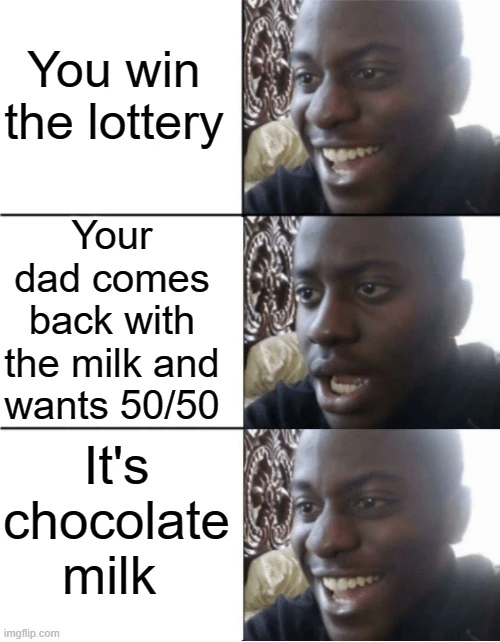 You win
the lottery
Your
dad comes
back with
the milk and
wants 50/50
It's
chocolate
milk
imgflip.com